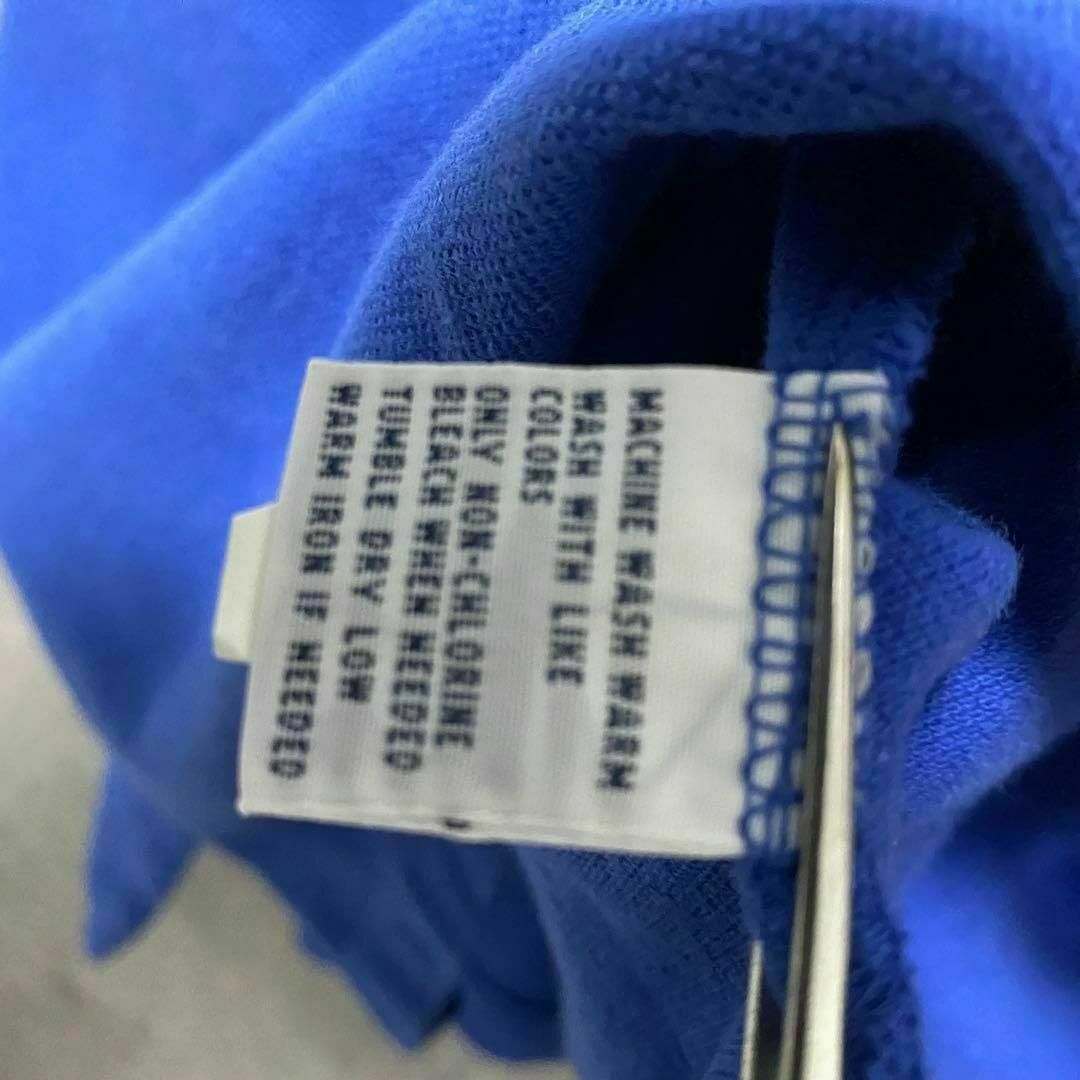 MACHINE WASH WARM
WASH WITH LIKE
COLORS
ONLY NON-CHLORINE
BLEACH WHEN NEEDED
TUMBLE DRY LOW
WARM IRON IF NEEDED